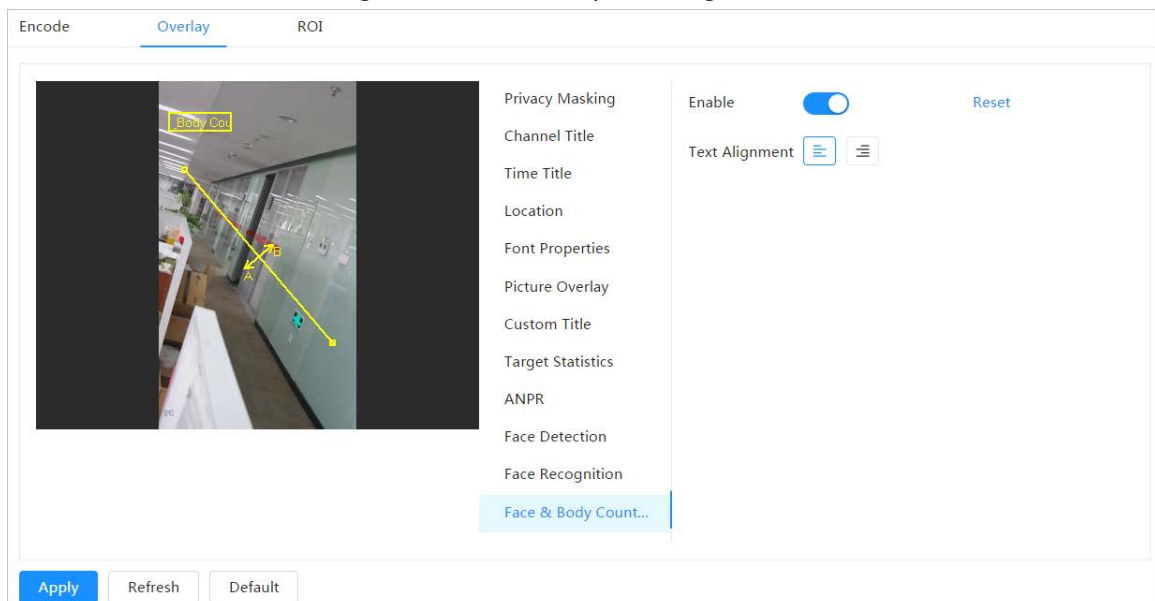 Encode Overlay ROI
Body Cou
B
A
Privacy Masking
Channel Title
Time Title
Location
Font Properties
Picture Overlay
Custom Title
Target Statistics
ANPR
Face Detection
Face Recognition
Face & Body Count...
Enable Reset
Text Alignment
Apply Refresh Default